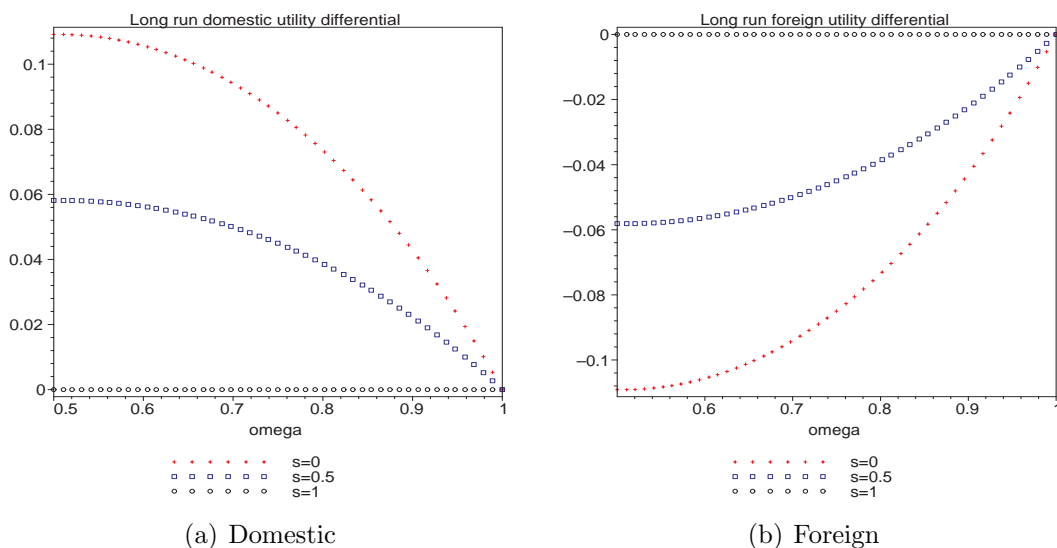 Long run domestic utility differential
0.1
0.08
0.06
0.04
0.02
0
0.5 0.6 0.7 0.8 0.9 1
omega
s=0
s=0.5
s=1
(a) Domestic
Long run foreign utility differential
0
–0.02
–0.04
–0.06
–0.08
–0.1
0.6 0.7 0.8 0.9 1
omega
s=0
s=0.5
s=1
(b) Foreign